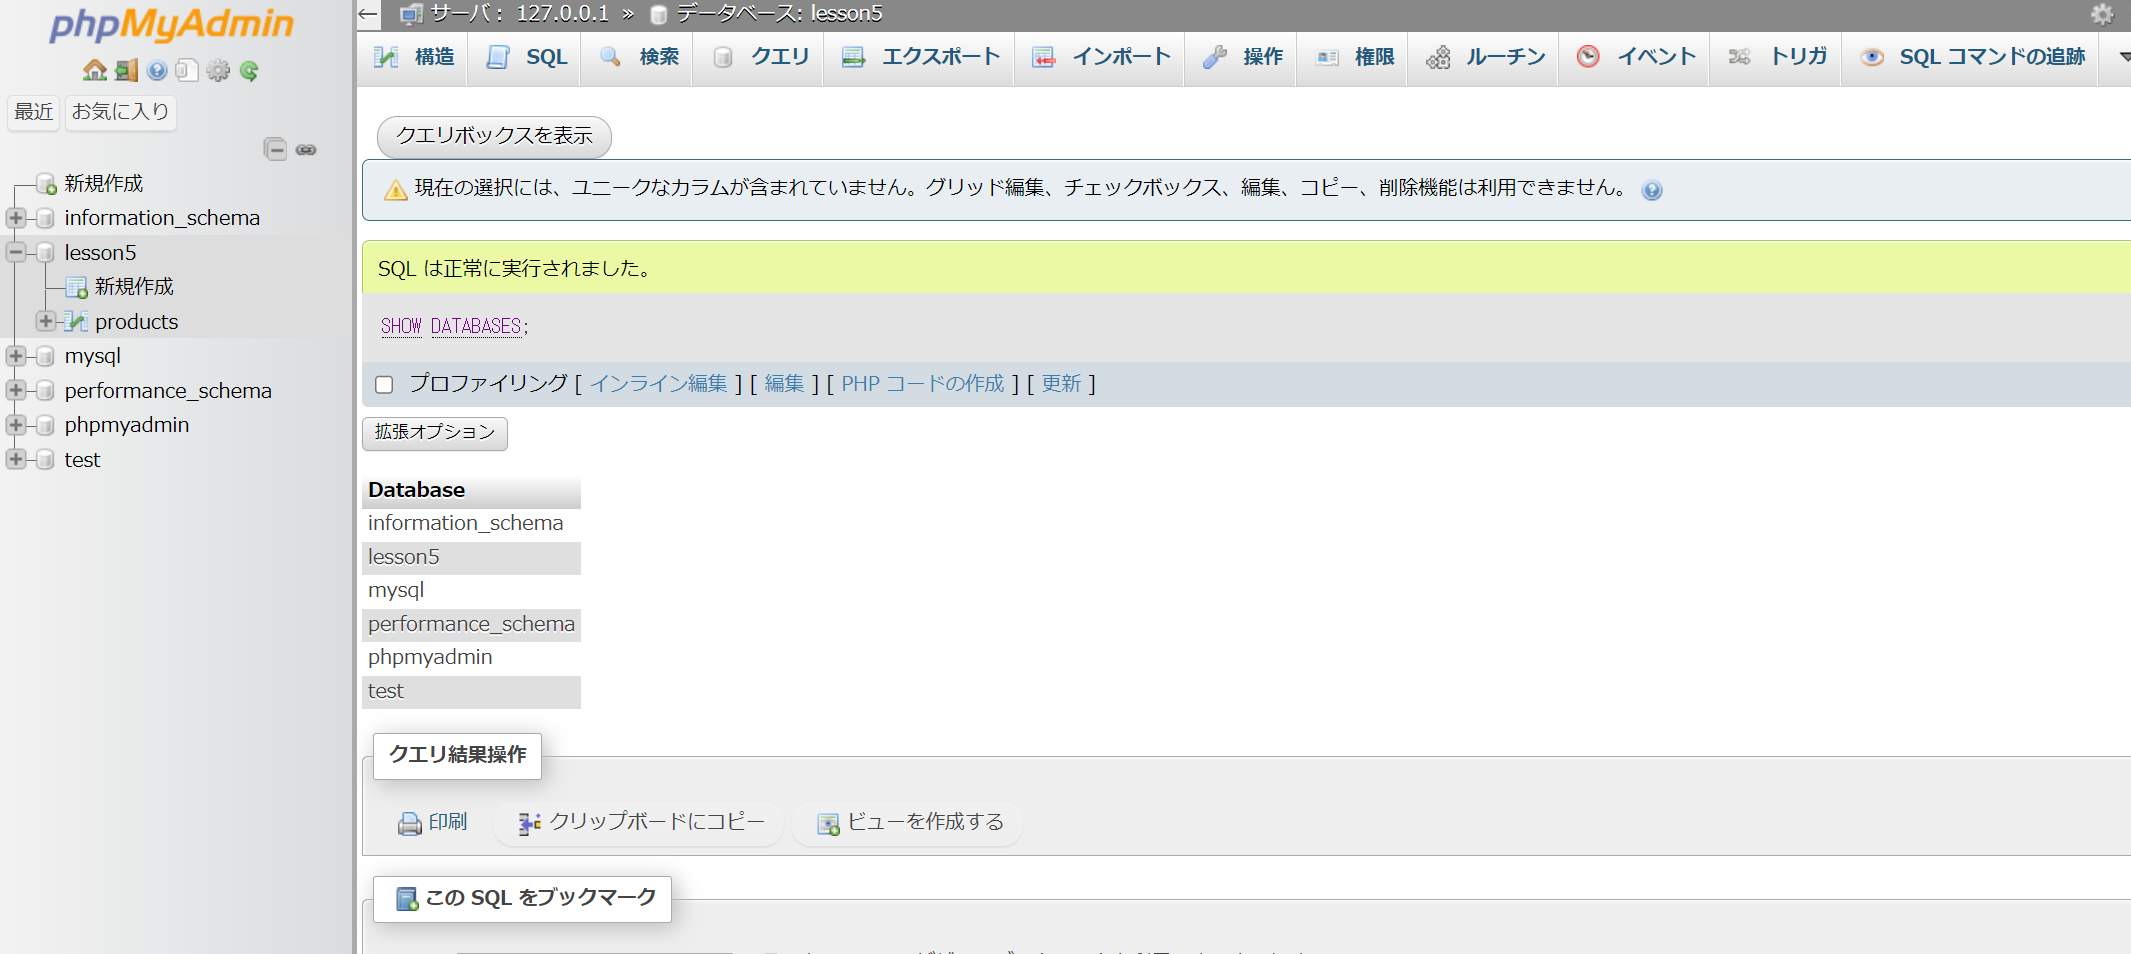 phpMyAdmin
最近 お気に入り
新規作成
information_schema
lesson5
新規作成
products
mysql
performance_schema
phpmyadmin
test
サーバ: 127.0.0.1 » データベース: lesson5
構造 SQL 検索 クエリ エクスポート インポート 操作 権限 ルーチン イベント トリガ SQL コマンドの追跡
クエリボックスを表示
現在の選択には、ユニークなカラムが含まれていません。グリッド編集、チェックボックス、編集、コピー、削除機能は利用できません。
SQL は正常に実行されました。
SHOW DATABASES;
プロファイリング [ インライン編集 ] [ 編集 ] [ PHP コードの作成 ] [ 更新 ]
拡張オプション
Database
information_schema
lesson5
mysql
performance_schema
phpmyadmin
test
クエリ結果操作
印刷 クリップボードにコピー ビューを作成する
この SQL をブックマーク